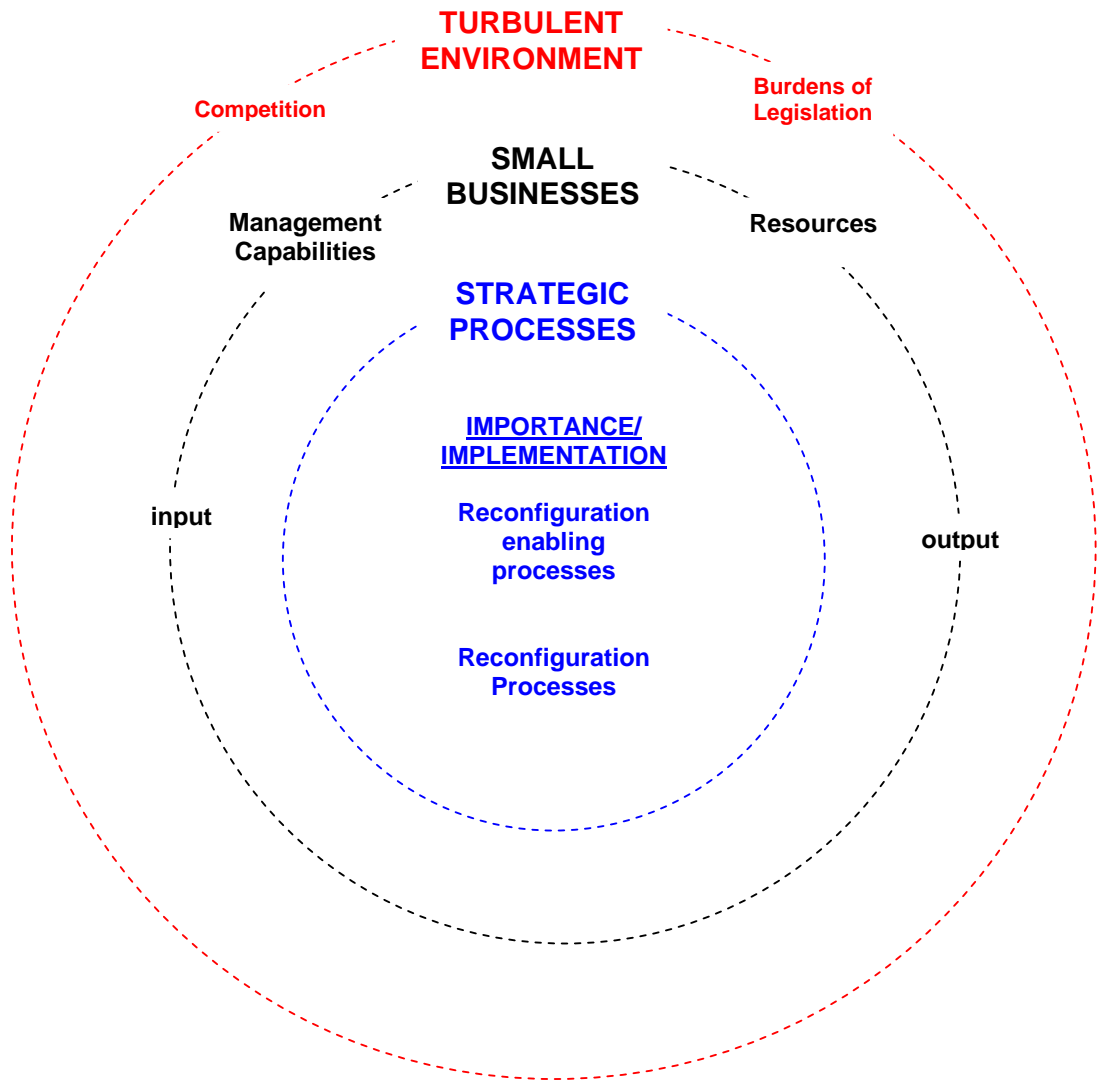 TURBULENT
ENVIRONMENT
Competition
Burdens of
Legislation
SMALL
BUSINESSES
Management
Capabilities
Resources
STRATEGIC
PROCESSES
IMPORTANCE/
IMPLEMENTATION
input
Reconfiguration
enabling
processes
output
Reconfiguration
Processes